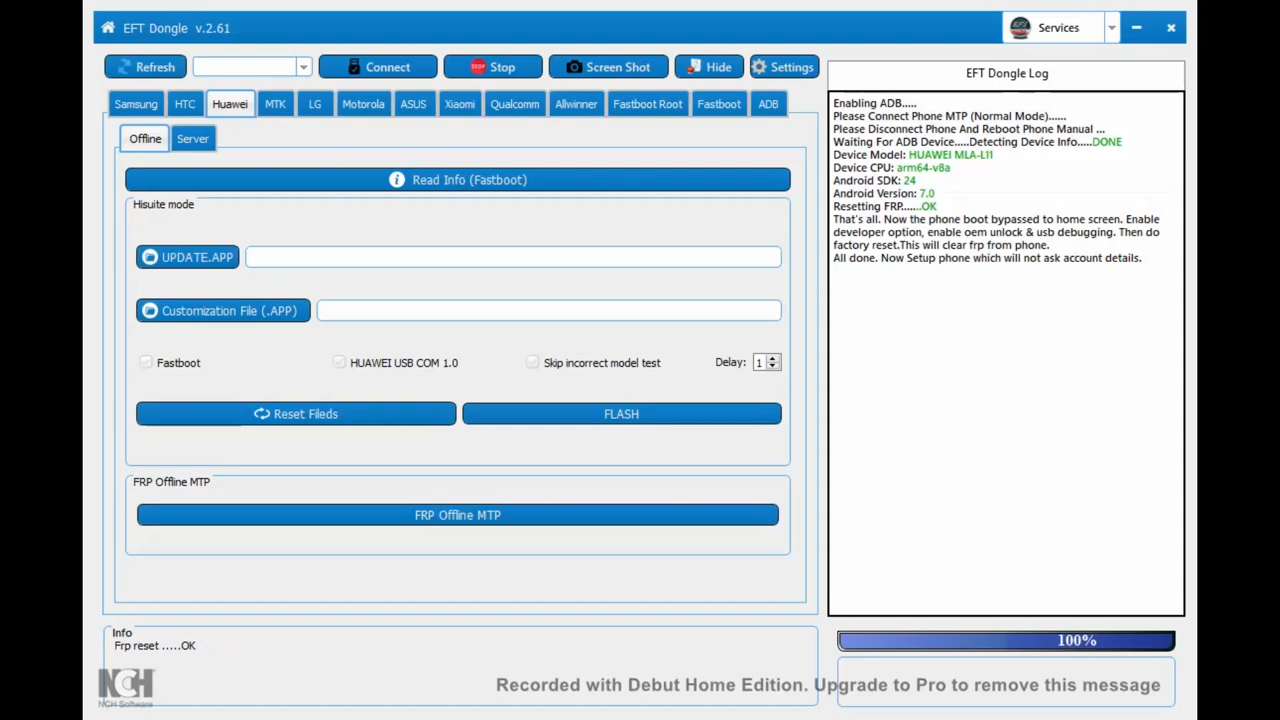 EFT Dongle v.2.61
Services
Refresh
Connect
STOP Stop
Screen Shot
Hide
Settings
Samsung HTC Huawei MTK LG Motorola ASUS Xiaomi Qualcomm Allwinner Fastboot Root Fastboot ADB
Offline Server
Read Info (Fastboot)
Hisuite mode
UPDATE.APP
Customization File (.APP)
Fastboot
HUAWEI USB COM 1.0
Skip incorrect model test
Delay: 1
Reset Fileds
FLASH
FRP Offline MTP
FRP Offline MTP
Info
Frp reset .....OK
EFT Dongle Log
Enabling ADB.....
Please Connect Phone MTP (Normal Mode)......
Please Disconnect Phone And Reboot Phone Manual ...
Waiting For ADB Device.....Detecting Device Info.....DONE
Device Model: HUAWEI MLA-L11
Device CPU: arm64-v8a
Android SDK: 24
Android Version: 7.0
Resetting FRP......OK
That's all. Now the phone boot bypassed to home screen. Enable
developer option, enable oem unlock & usb debugging. Then do
factory reset.This will clear frp from phone.
All done. Now Setup phone which will not ask account details.
100%
NCH
NCH Software
Recorded with Debut Home Edition. Upgrade to Pro to remove this message